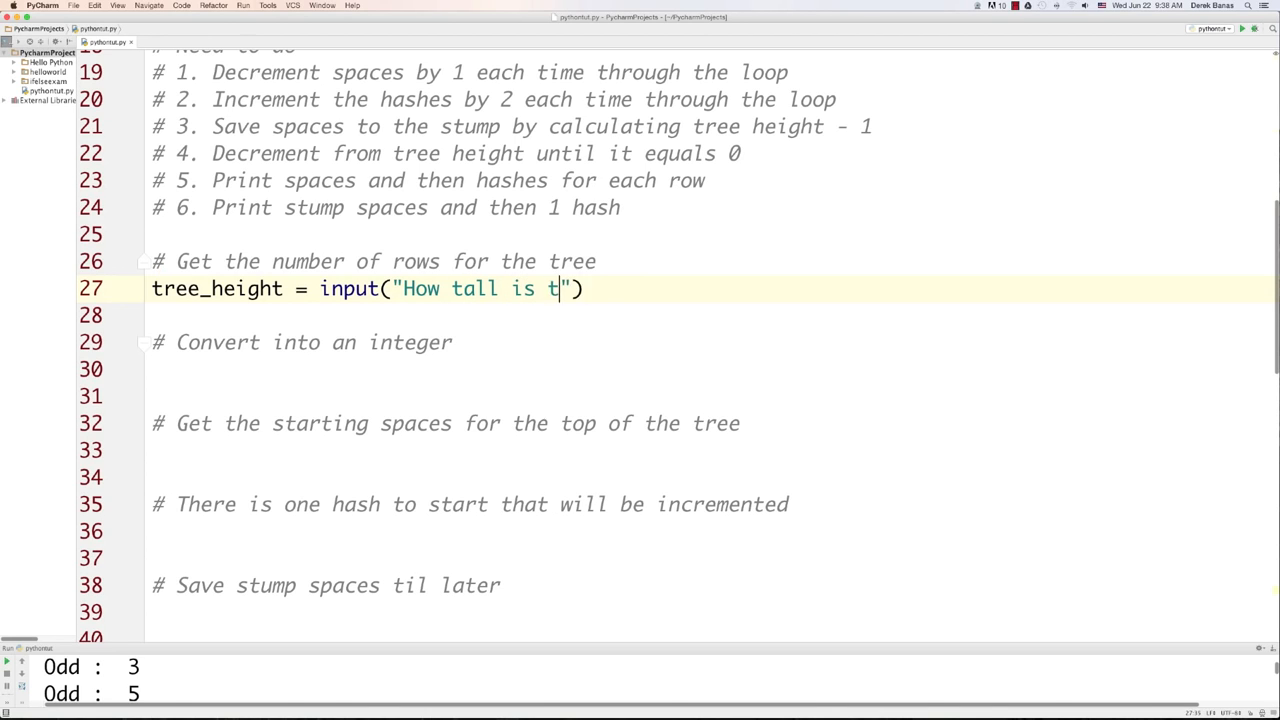 PyCharm File Edit View Navigate Code Refactor Run Tools VCS Window Help 10 Wed Jun 22 9:38 AM Derek Banas
pythontut.py - PycharmProjects - [~/PycharmProjects]
PycharmProjects pythontut.py pythontut
pythontut.py
PycharmProject
Hello Python
helloworld
ifelseexam
pythontut.py
External Librarie
18 # Need to do
19 # 1. Decrement spaces by 1 each time through the loop
20 # 2. Increment the hashes by 2 each time through the loop
21 # 3. Save spaces to the stump by calculating tree height - 1
22 # 4. Decrement from tree height until it equals 0
23 # 5. Print spaces and then hashes for each row
24 # 6. Print stump spaces and then 1 hash
25
26 # Get the number of rows for the tree
27 tree_height = input("How tall is t")
28
29 # Convert into an integer
30
31
32 # Get the starting spaces for the top of the tree
33
34
35 # There is one hash to start that will be incremented
36
37
38 # Save stump spaces til later
39
40
Run pythontut
Odd : 3
Odd : 5
27:35 LF÷ UTF-8÷